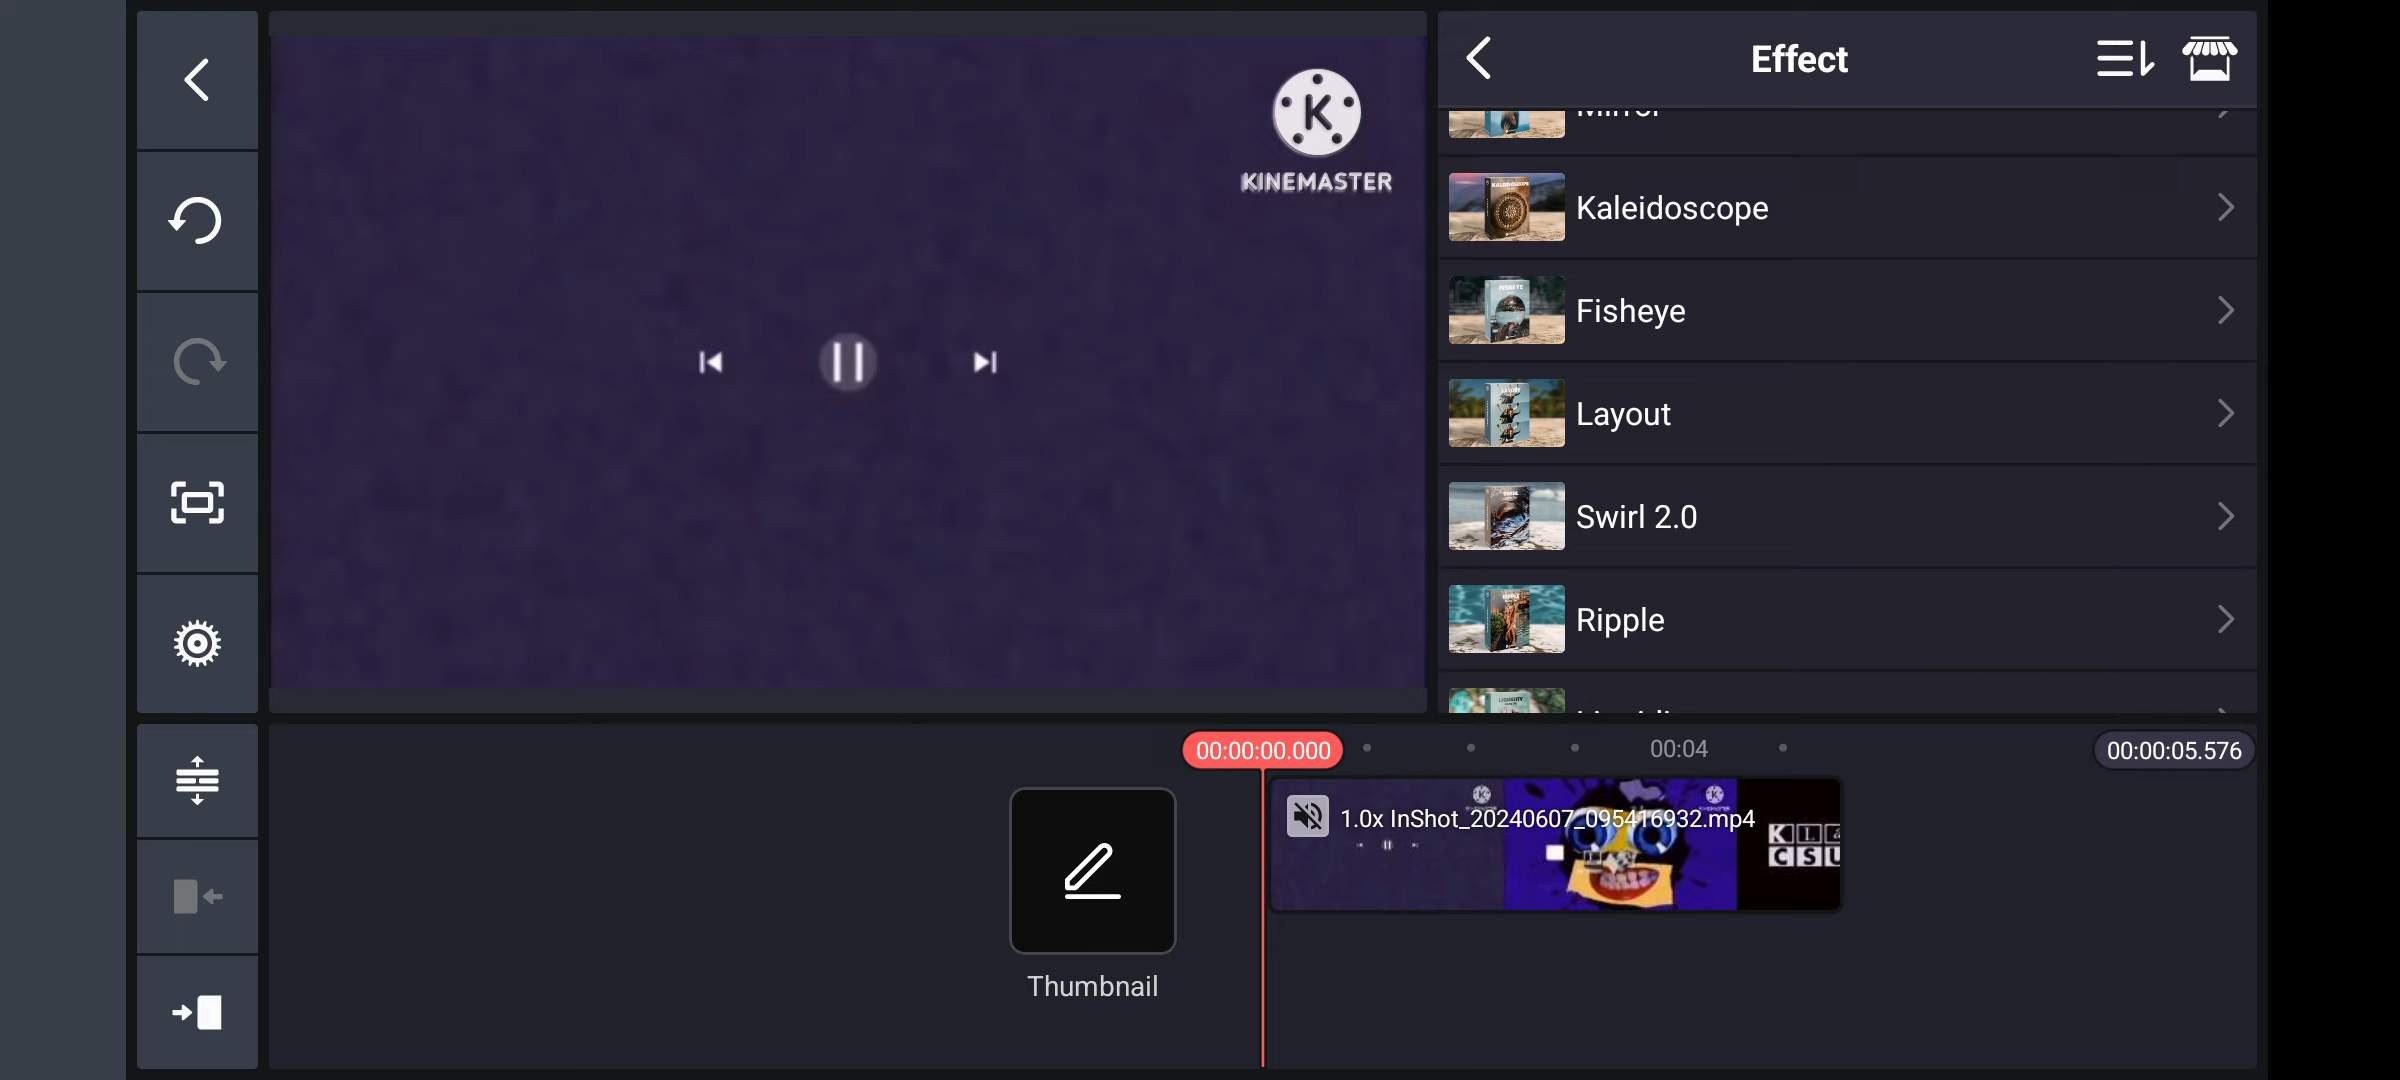 Effect
Mirror
K
KINEMASTER
Kaleidoscope
Fisheye
Layout
Swirl 2.0
Ripple
00:00:00.000
00:04
00:00:05.576
1.0x InShot_20240607_095416932.mp4
K L a
C S U
Thumbnail